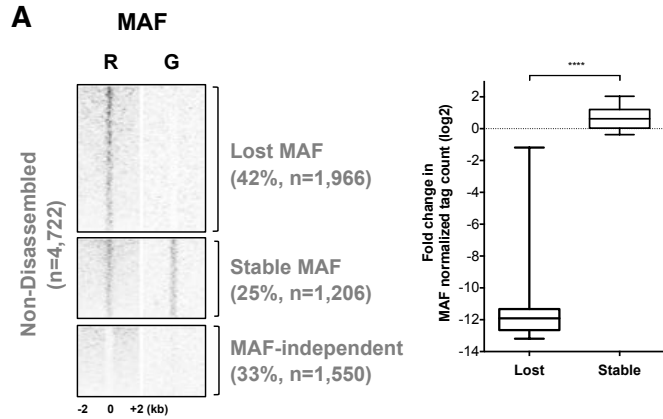 A
MAF
R G
Non-Disassembled
(n=4,722)
Lost MAF
(42%, n=1,966)
Stable MAF
(25%, n=1,206)
MAF-independent
(33%, n=1,550)
-2 0 +2 (kb)
Fold change in
MAF normalized tag count (log2)
****
2
0
-2
-4
-6
-8
-10
-12
-14
Lost Stable